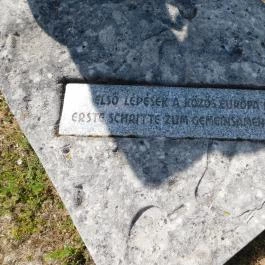 ELSŐ LÉPÉSEK A KÖZÖS EURÓPA
ERSTE SCHRITTE ZUM GEMEINSAMEN